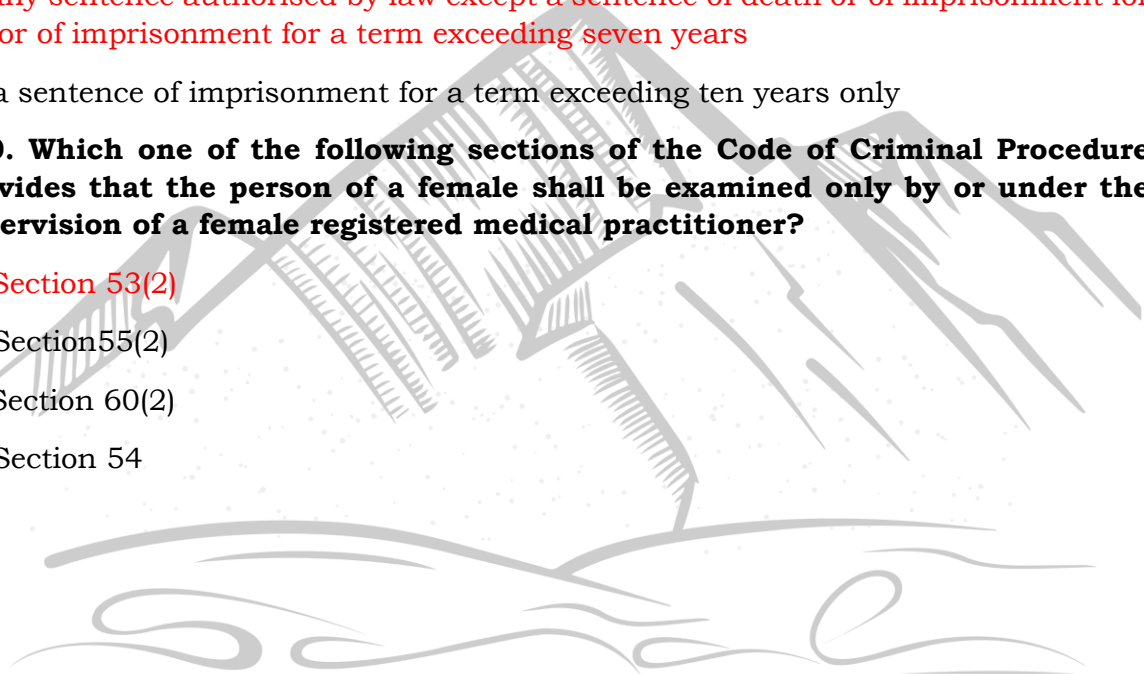 any sentence authorised by law except a sentence of death or of imprisonment for
or of imprisonment for a term exceeding seven years
a sentence of imprisonment for a term exceeding ten years only
0. Which one of the following sections of the Code of Criminal Procedure
vides that the person of a female shall be examined only by or under the
ervision of a female registered medical practitioner?
Section 53(2)
Section55(2)
Section 60(2)
Section 54